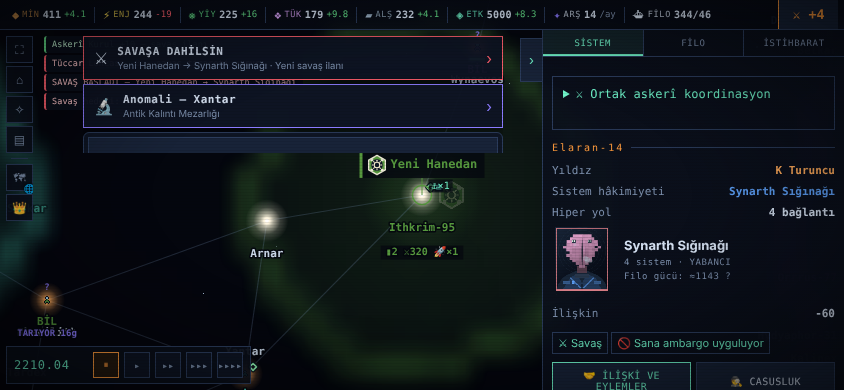 MİN 411 +4.1 ENJ 244 -19 YİY 225 +16 TÜK 179 +9.8 ALŞ 232 +4.1 ETK 5000 +8.3 ARŞ 14 /ay FİLO 344/46 ⚔ +4
SİSTEM FİLO İSTİHBARAT
Askerî
Tüccar
Savaş
SAVAŞA DAHİLSİN
Yeni Hanedan → Synarth Sığınağı · Yeni savaş ilanı
Anomali — Xantar
Antik Kalıntı Mezarlığı
Yeni Hanedan
×1
Ithkrim-95
2 ×320 ×1
Arnar
?
BİL
TARIYOR 16g
2210.04
▶ ⚔ Ortak askerî koordinasyon
Elaran-14
Yıldız K Turuncu
Sistem hâkimiyeti Synarth Sığınağı
Hiper yol 4 bağlantı
Synarth Sığınağı
4 sistem · YABANCI
Filo gücü: ≈1143 ?
İlişkin -60
⚔ Savaş 🚫 Sana ambargo uyguluyor
🤝 İLİŞKİ VE EYLEMLER
🕵 CASUSLUK